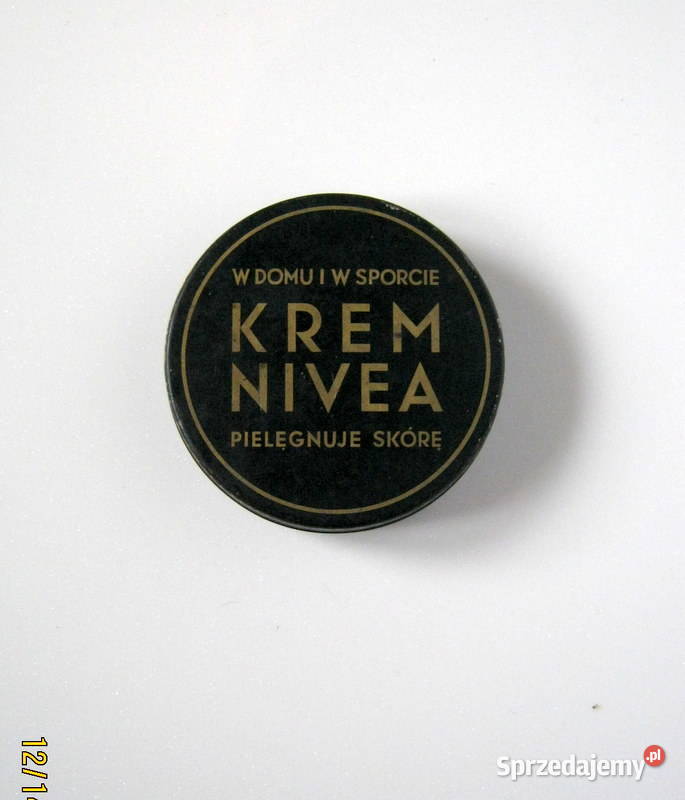 W DOMU I W SPORCIE
KREM
NIVEA
PIELĘGNUJE SKÓRĘ
Sprzedajemy.pl